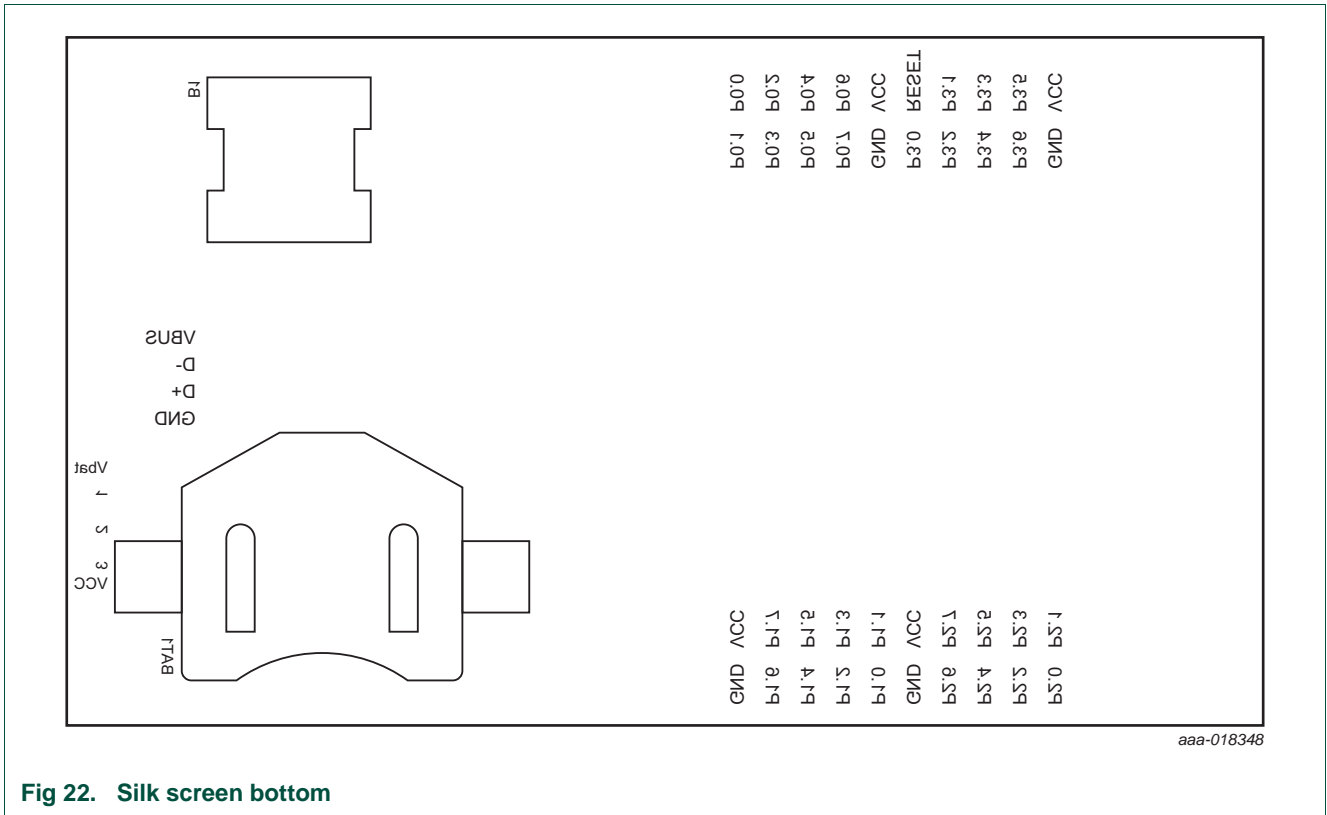 B1
P0.0 P0.2 P0.4 P0.6 VCC RESET P3.1 P3.3 P3.5 VCC
P0.1 P0.3 P0.5 P0.7 GND P3.0 P3.2 P3.4 P3.6 GND
VBUS
D-
D+
GND
Vbat
1
2
3
VCC
BAT1
VCC P1.7 P1.5 P1.3 P1.1 VCC P2.7 P2.5 P2.3 P2.1
GND P1.6 P1.4 P1.2 P1.0 GND P2.6 P2.4 P2.2 P2.0
aaa-018348
Fig 22. Silk screen bottom